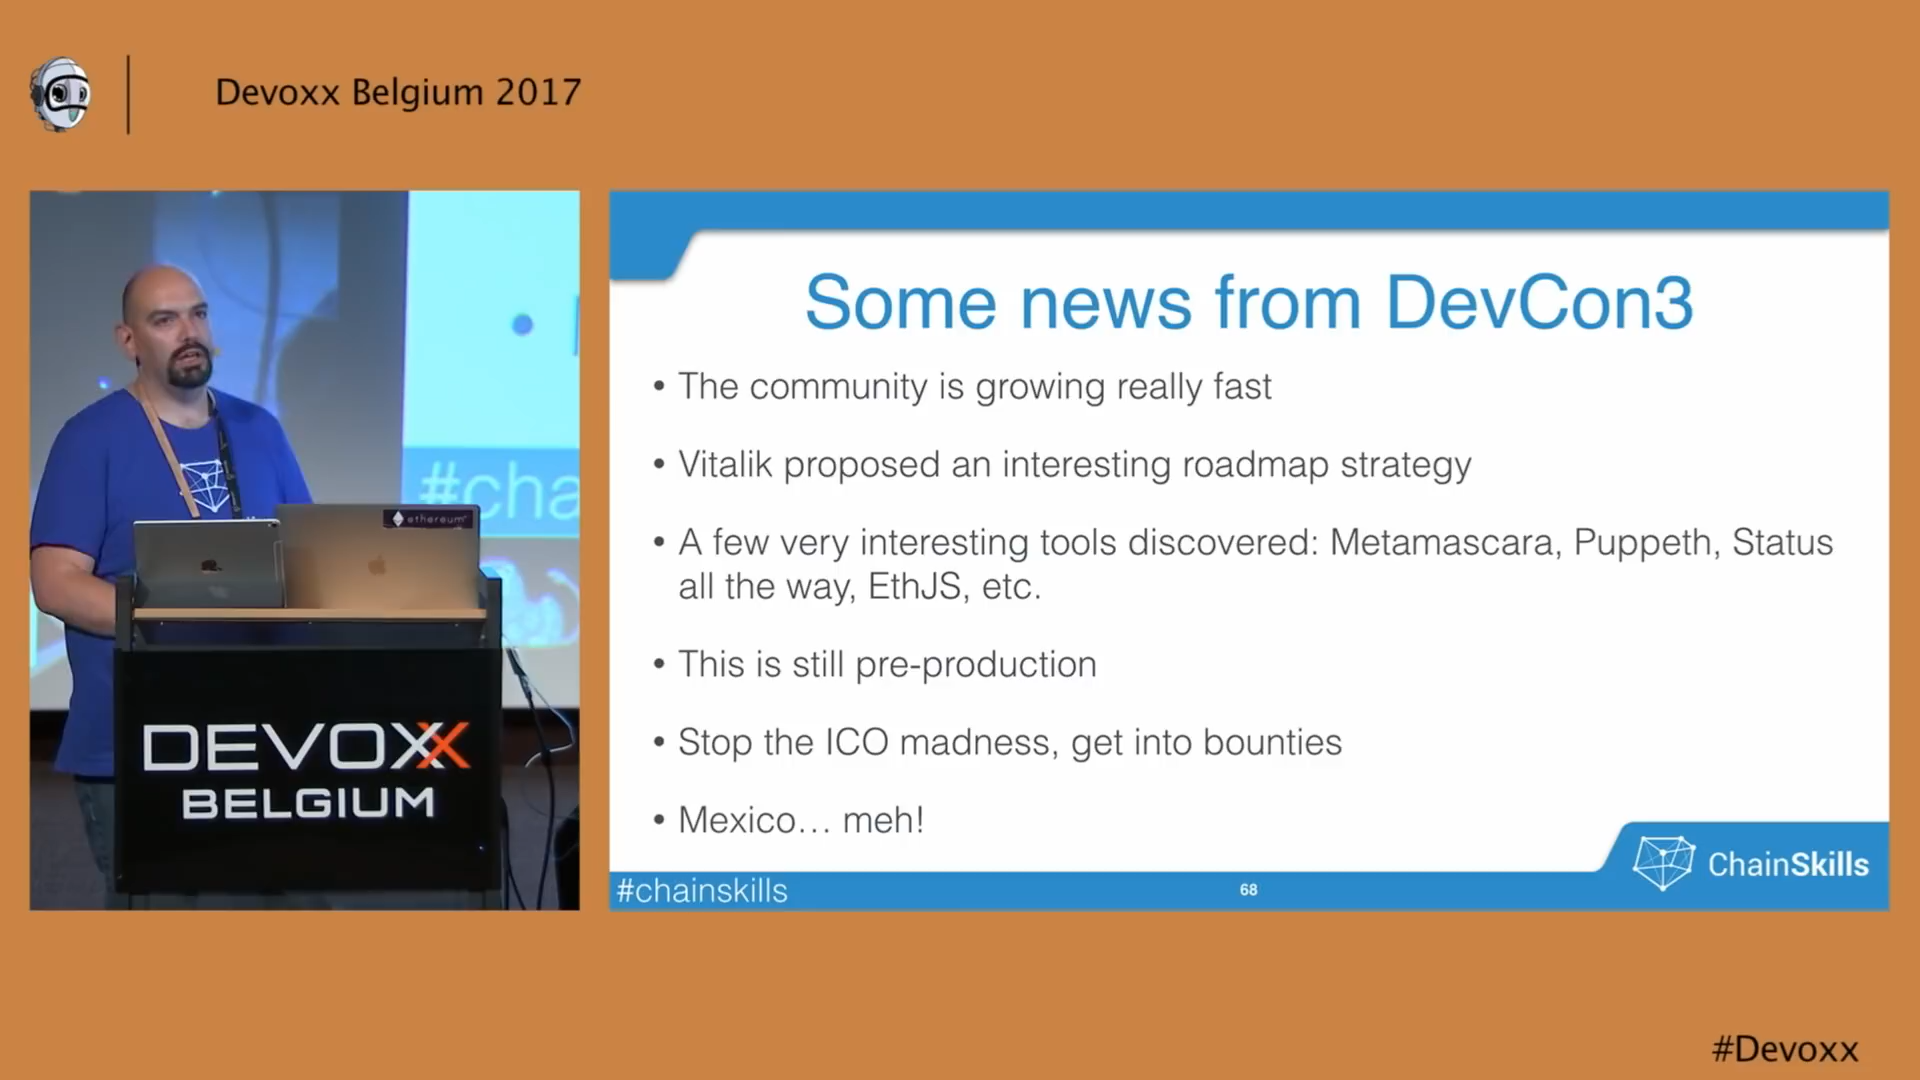 Devoxx Belgium 2017
#cha
ethereum
DEVOXX
BELGIUM
Some news from DevCon3
• The community is growing really fast
• Vitalik proposed an interesting roadmap strategy
• A few very interesting tools discovered: Metamascara, Puppeth, Status
all the way, EthJS, etc.
• This is still pre-production
• Stop the ICO madness, get into bounties
• Mexico... meh!
ChainSkills
#chainskills
68
#Devoxx